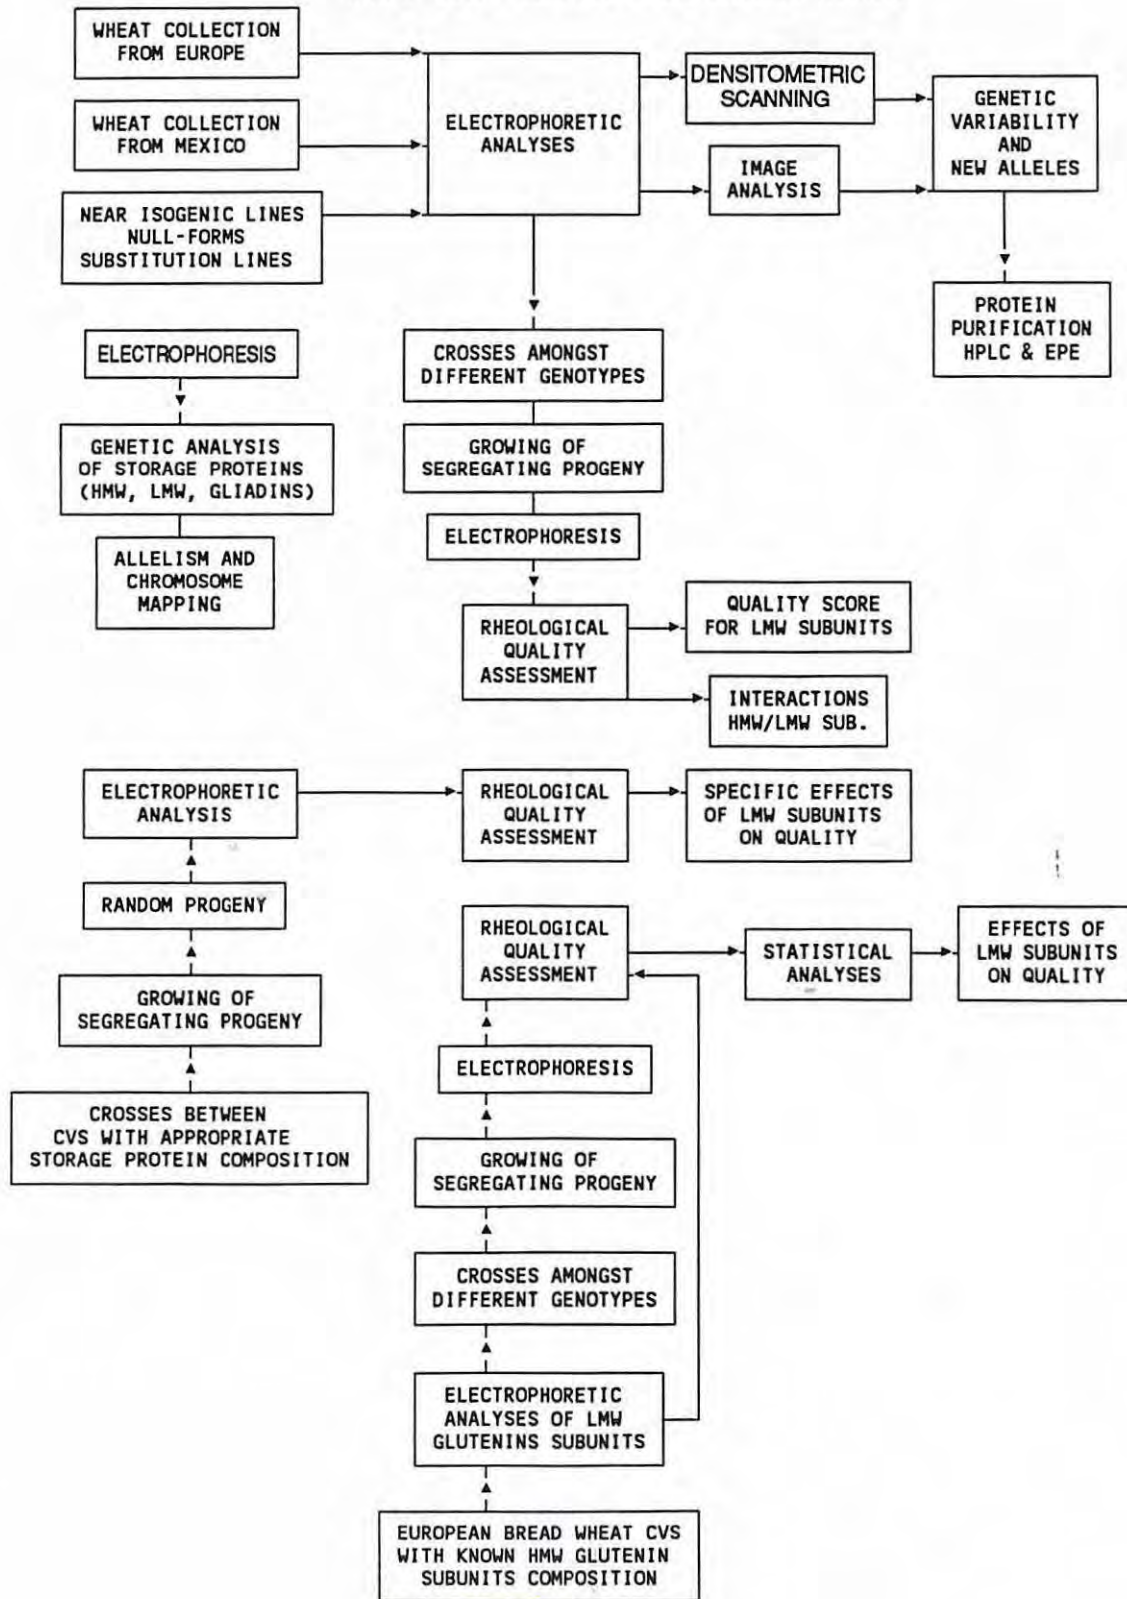 WHEAT COLLECTION
FROM EUROPE
WHEAT COLLECTION
FROM MEXICO
NEAR ISOGENIC LINES
NULL-FORMS
SUBSTITUTION LINES
ELECTROPHORETIC
ANALYSES
DENSITOMETRIC
SCANNING
IMAGE
ANALYSIS
GENETIC
VARIABILITY
AND
NEW ALLELES
PROTEIN
PURIFICATION
HPLC & EPE
ELECTROPHORESIS
GENETIC ANALYSIS
OF STORAGE PROTEINS
(HMW, LMW, GLIADINS)
ALLELISM AND
CHROMOSOME
MAPPING
CROSSES AMONGST
DIFFERENT GENOTYPES
GROWING OF
SEGREGATING PROGENY
ELECTROPHORESIS
RHEOLOGICAL
QUALITY
ASSESSMENT
QUALITY SCORE
FOR LMW SUBUNITS
INTERACTIONS
HMW/LMW SUB.
ELECTROPHORETIC
ANALYSIS
RHEOLOGICAL
QUALITY
ASSESSMENT
SPECIFIC EFFECTS
OF LMW SUBUNITS
ON QUALITY
RANDOM PROGENY
GROWING OF
SEGREGATING PROGENY
CROSSES BETWEEN
CVS WITH APPROPRIATE
STORAGE PROTEIN COMPOSITION
RHEOLOGICAL
QUALITY
ASSESSMENT
STATISTICAL
ANALYSES
EFFECTS OF
LMW SUBUNITS
ON QUALITY
ELECTROPHORESIS
GROWING OF
SEGREGATING PROGENY
CROSSES AMONGST
DIFFERENT GENOTYPES
ELECTROPHORETIC
ANALYSES OF LMW
GLUTENINS SUBUNITS
EUROPEAN BREAD WHEAT CVS
WITH KNOWN HMW GLUTENIN
SUBUNITS COMPOSITION